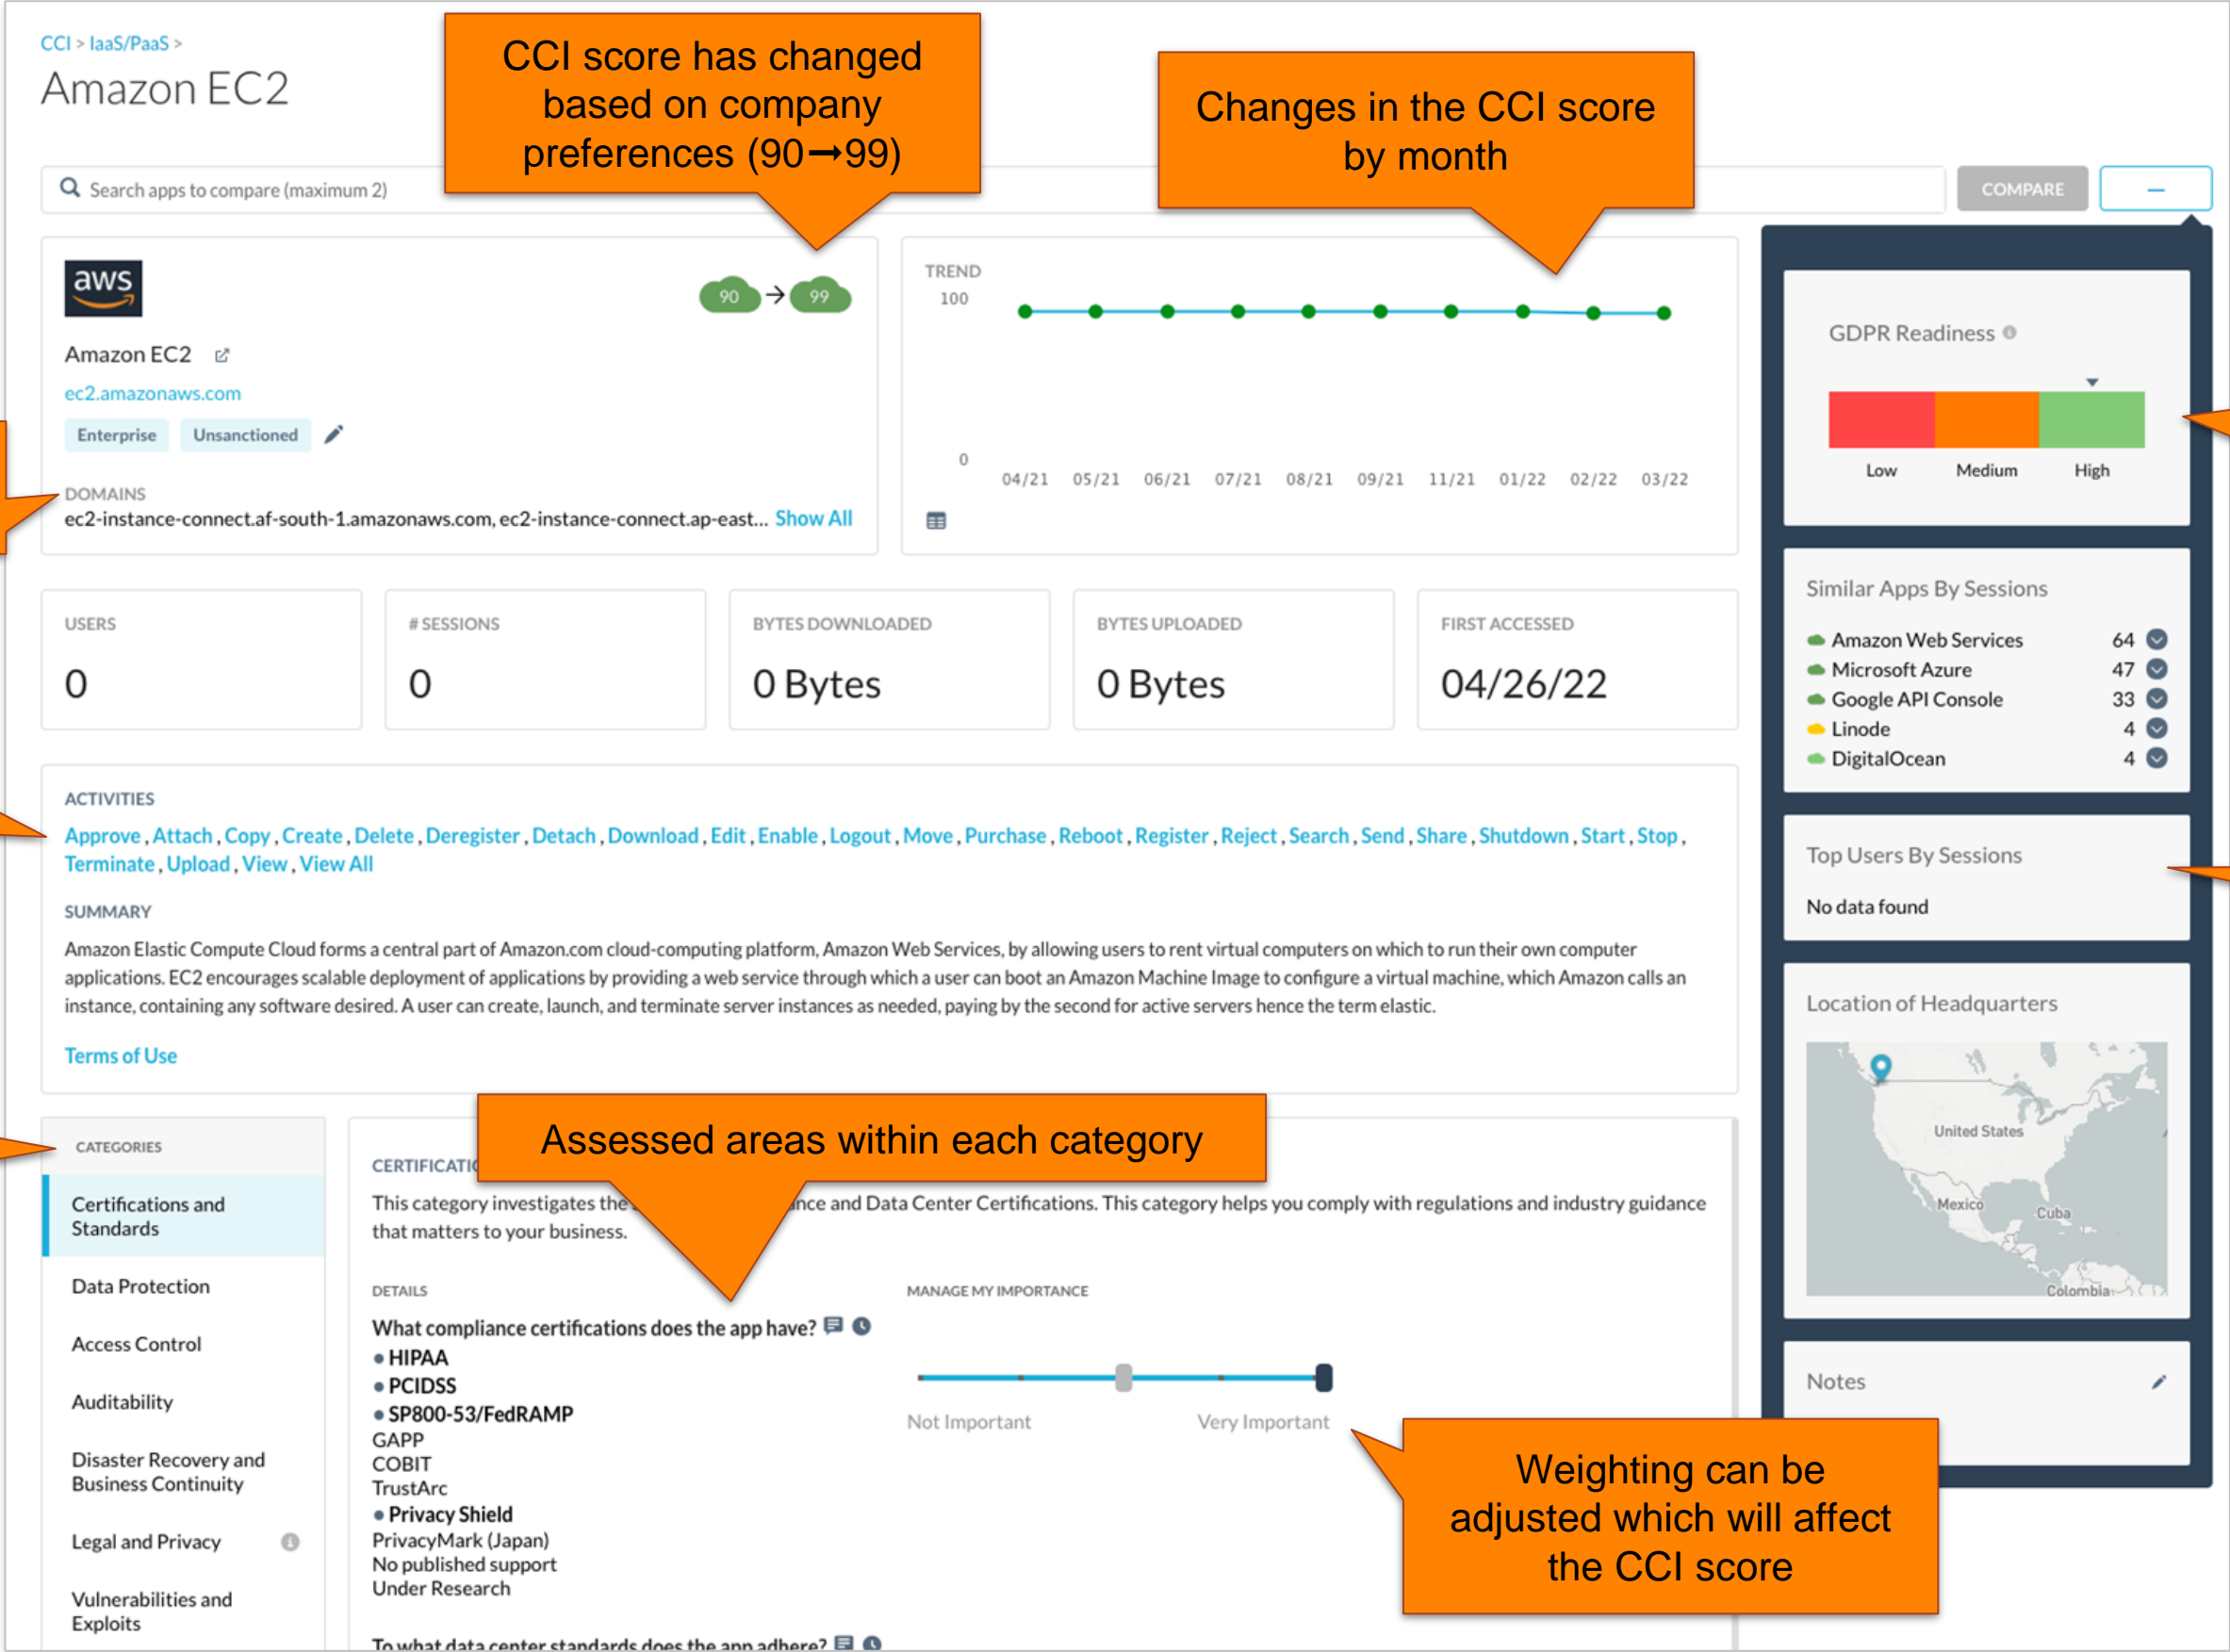 CCI > IaaS/PaaS >
Amazon EC2
CCI score has changed
based on company
preferences (90→99)
Changes in the CCI score
by month
Search apps to compare (maximum 2)
COMPARE
aws
90 → 99
Amazon EC2
ec2.amazonaws.com
Enterprise Unsanctioned
DOMAINS
ec2-instance-connect.af-south-1.amazonaws.com, ec2-instance-connect.ap-east... Show All
TREND
100
0
04/21 05/21 06/21 07/21 08/21 09/21 11/21 01/22 02/22 03/22
GDPR Readiness
Low Medium High
USERS
0
# SESSIONS
0
BYTES DOWNLOADED
0 Bytes
BYTES UPLOADED
0 Bytes
FIRST ACCESSED
04/26/22
Similar Apps By Sessions
Amazon Web Services 64
Microsoft Azure 47
Google API Console 33
Linode 4
DigitalOcean 4
ACTIVITIES
Approve , Attach , Copy , Create , Delete , Deregister , Detach , Download , Edit , Enable , Logout , Move , Purchase , Reboot , Register , Reject , Search , Send , Share , Shutdown , Start , Stop ,
Terminate , Upload , View , View All
SUMMARY
Amazon Elastic Compute Cloud forms a central part of Amazon.com cloud-computing platform, Amazon Web Services, by allowing users to rent virtual computers on which to run their own computer
applications. EC2 encourages scalable deployment of applications by providing a web service through which a user can boot an Amazon Machine Image to configure a virtual machine, which Amazon calls an
instance, containing any software desired. A user can create, launch, and terminate server instances as needed, paying by the second for active servers hence the term elastic.
Terms of Use
Top Users By Sessions
No data found
Location of Headquarters
United States
Mexico
Cuba
Colombia
Notes
CATEGORIES
Certifications and
Standards
Data Protection
Access Control
Auditability
Disaster Recovery and
Business Continuity
Legal and Privacy
Vulnerabilities and
Exploits
Assessed areas within each category
This category investigates the and Data Center Certifications. This category helps you comply with regulations and industry guidance
that matters to your business.
DETAILS
What compliance certifications does the app have?
• HIPAA
• PCIDSS
• SP800-53/FedRAMP
GAPP
COBIT
TrustArc
• Privacy Shield
PrivacyMark (Japan)
No published support
Under Research
To what data center standards does the app adhere?
MANAGE MY IMPORTANCE
Not Important Very Important
Weighting can be
adjusted which will affect
the CCI score